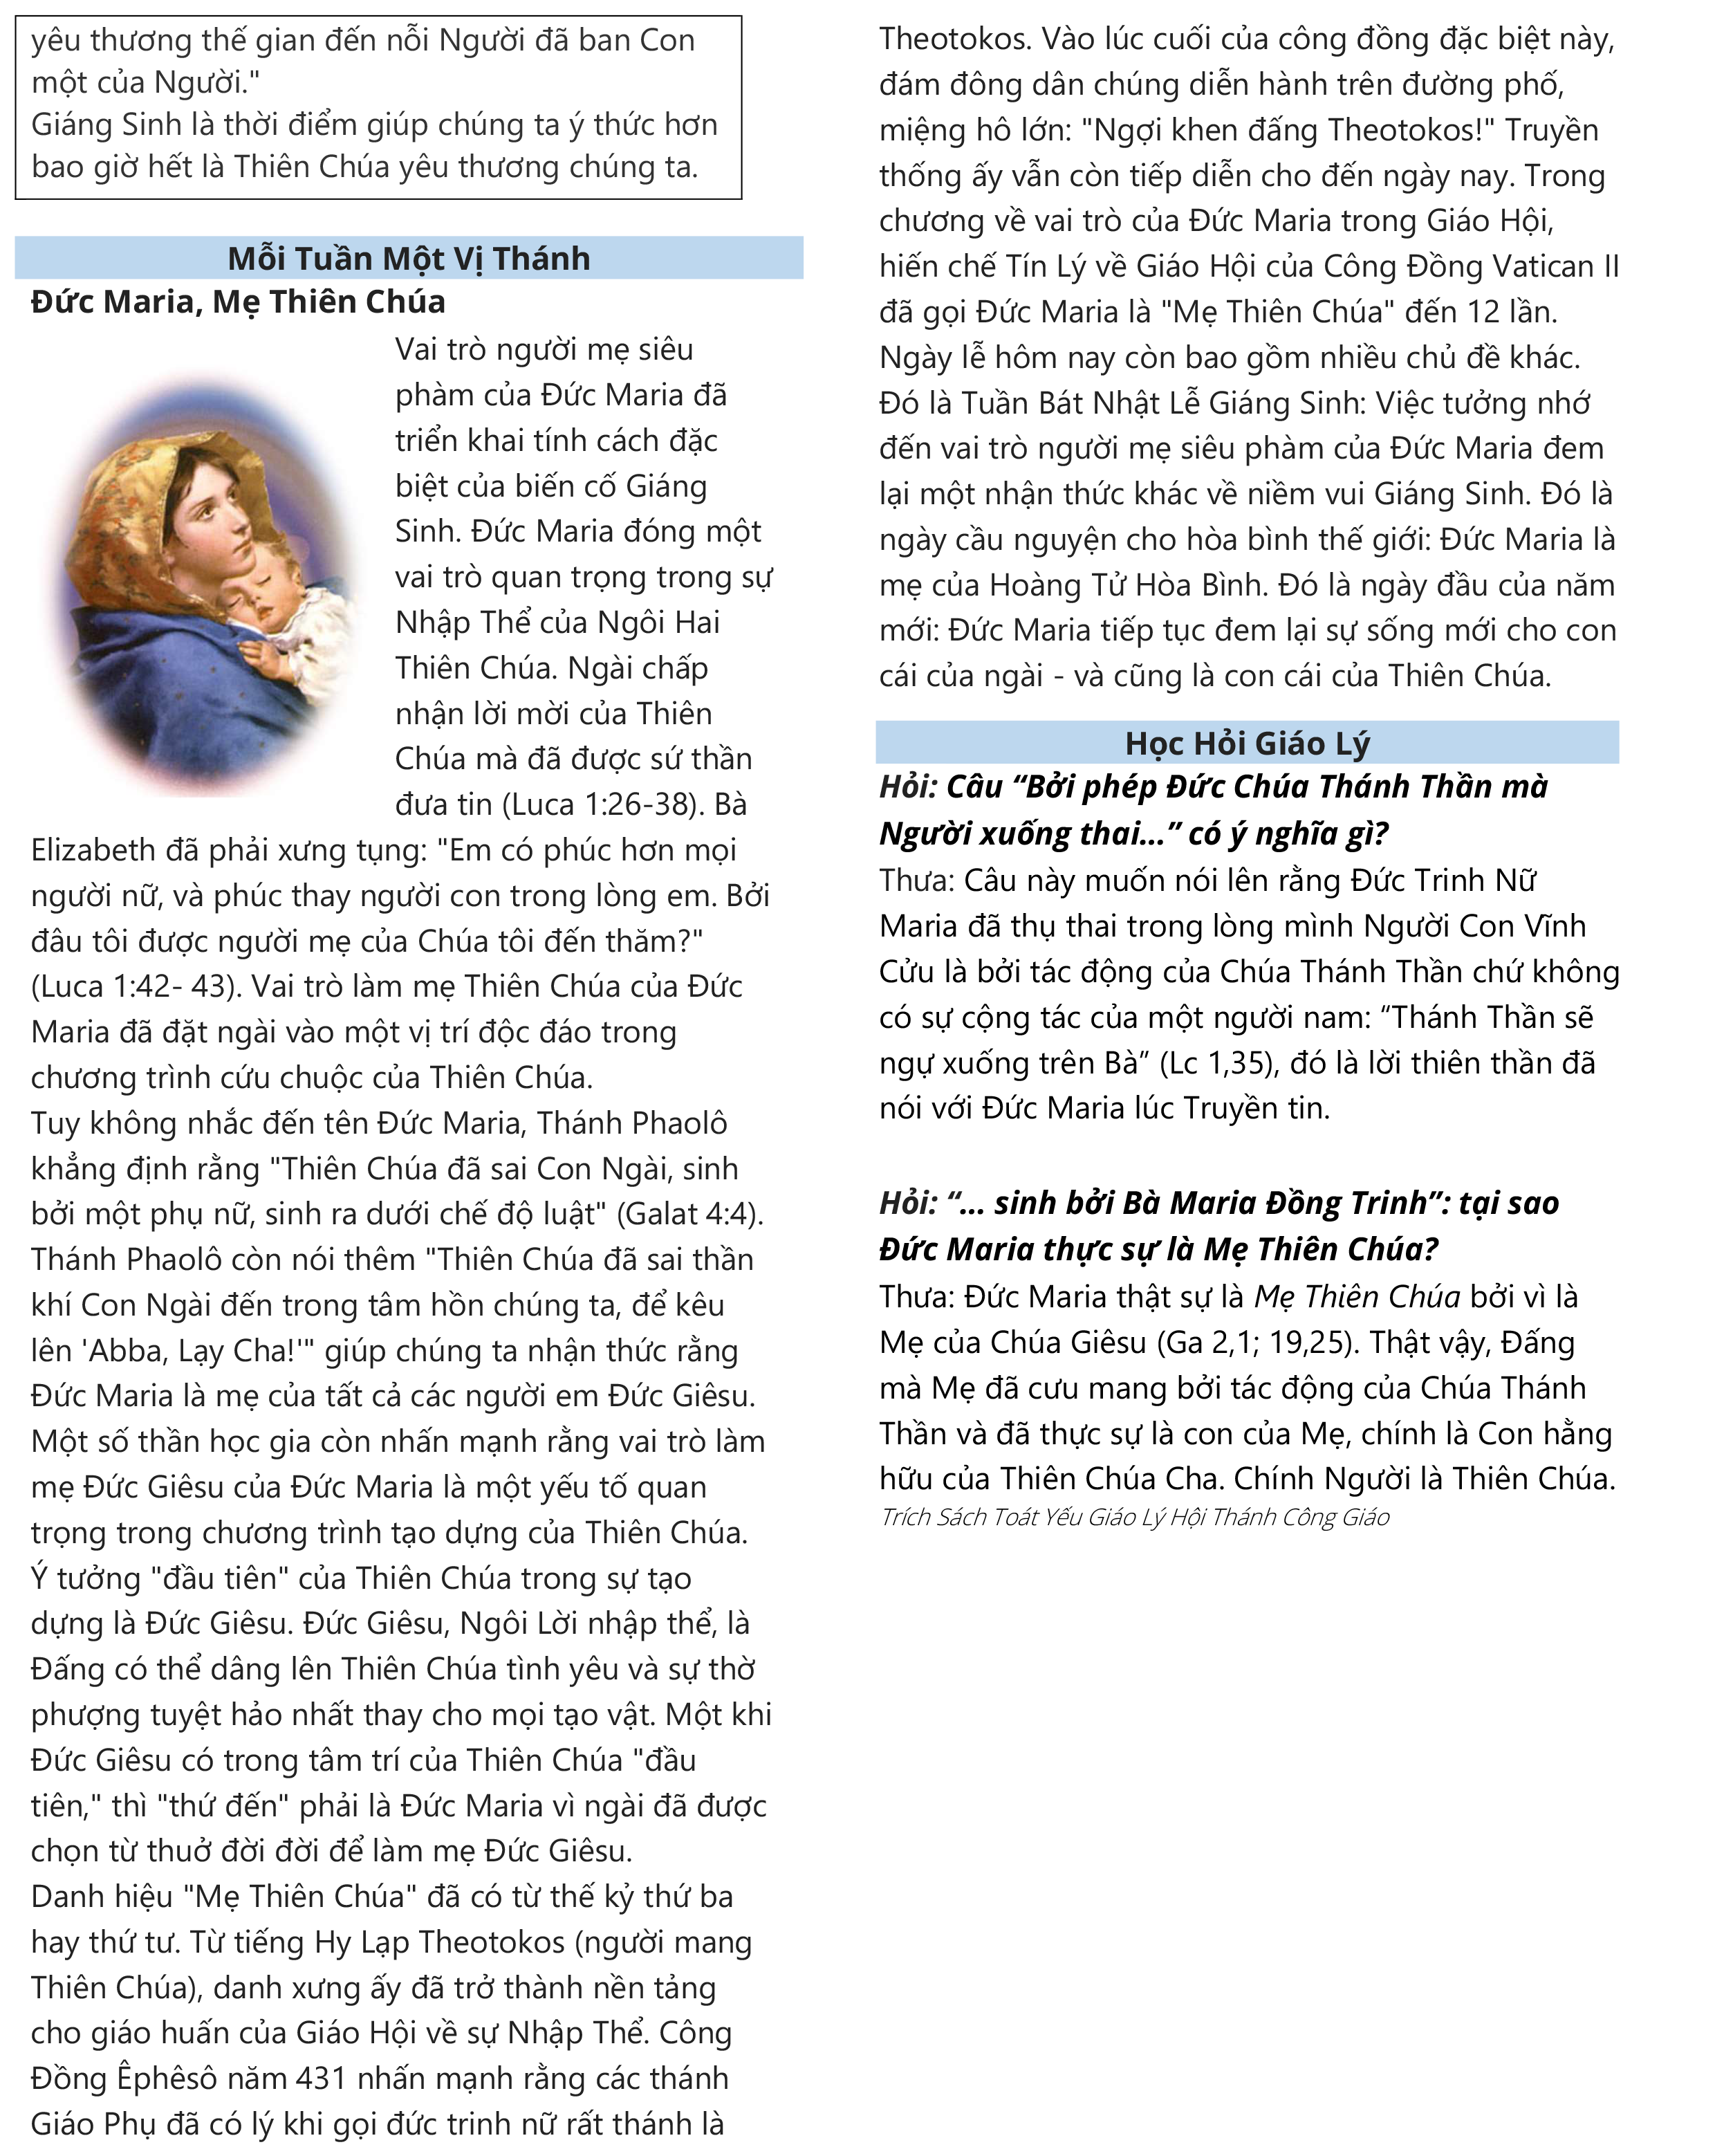 yêu thương thế gian đến nỗi Người đã ban Con
một của Người."
Giáng Sinh là thời điểm giúp chúng ta ý thức hơn
bao giờ hết là Thiên Chúa yêu thương chúng ta.
Mỗi Tuần Một Vị Thánh
Đức Maria, Mẹ Thiên Chúa
Vai trò người mẹ siêu
phàm của Đức Maria đã
triển khai tính cách đặc
biệt của biến cố Giáng
Sinh. Đức Maria đóng một
vai trò quan trọng trong sự
Nhập Thể của Ngôi Hai
Thiên Chúa. Ngài chấp
nhận lời mời của Thiên
Chúa mà đã được sứ thần
đưa tin (Luca 1:26-38). Bà
Elizabeth đã phải xưng tụng: "Em có phúc hơn mọi
người nữ, và phúc thay người con trong lòng em. Bởi
đâu tôi được người mẹ của Chúa tôi đến thăm?"
(Luca 1:42- 43). Vai trò làm mẹ Thiên Chúa của Đức
Maria đã đặt ngài vào một vị trí độc đáo trong
chương trình cứu chuộc của Thiên Chúa.
Tuy không nhắc đến tên Đức Maria, Thánh Phaolô
khẳng định rằng "Thiên Chúa đã sai Con Ngài, sinh
bởi một phụ nữ, sinh ra dưới chế độ luật" (Galat 4:4).
Thánh Phaolô còn nói thêm "Thiên Chúa đã sai thần
khí Con Ngài đến trong tâm hồn chúng ta, để kêu
lên 'Abba, Lạy Cha!'" giúp chúng ta nhận thức rằng
Đức Maria là mẹ của tất cả các người em Đức Giêsu.
Một số thần học gia còn nhấn mạnh rằng vai trò làm
mẹ Đức Giêsu của Đức Maria là một yếu tố quan
trọng trong chương trình tạo dựng của Thiên Chúa.
Ý tưởng "đầu tiên" của Thiên Chúa trong sự tạo
dựng là Đức Giêsu. Đức Giêsu, Ngôi Lời nhập thể, là
Đấng có thể dâng lên Thiên Chúa tình yêu và sự thờ
phượng tuyệt hảo nhất thay cho mọi tạo vật. Một khi
Đức Giêsu có trong tâm trí của Thiên Chúa "đầu
tiên," thì "thứ đến" phải là Đức Maria vì ngài đã được
chọn từ thuở đời đời để làm mẹ Đức Giêsu.
Danh hiệu "Mẹ Thiên Chúa" đã có từ thế kỷ thứ ba
hay thứ tư. Từ tiếng Hy Lạp Theotokos (người mang
Thiên Chúa), danh xưng ấy đã trở thành nền tảng
cho giáo huấn của Giáo Hội về sự Nhập Thể. Công
Đồng Êphêsô năm 431 nhấn mạnh rằng các thánh
Giáo Phụ đã có lý khi gọi đức trinh nữ rất thánh là
Theotokos. Vào lúc cuối của công đồng đặc biệt này,
đám đông dân chúng diễn hành trên đường phố,
miệng hô lớn: "Ngợi khen đấng Theotokos!" Truyền
thống ấy vẫn còn tiếp diễn cho đến ngày nay. Trong
chương về vai trò của Đức Maria trong Giáo Hội,
hiến chế Tín Lý về Giáo Hội của Công Đồng Vatican II
đã gọi Đức Maria là "Mẹ Thiên Chúa" đến 12 lần.
Ngày lễ hôm nay còn bao gồm nhiều chủ đề khác.
Đó là Tuần Bát Nhật Lễ Giáng Sinh: Việc tưởng nhớ
đến vai trò người mẹ siêu phàm của Đức Maria đem
lại một nhận thức khác về niềm vui Giáng Sinh. Đó là
ngày cầu nguyện cho hòa bình thế giới: Đức Maria là
mẹ của Hoàng Tử Hòa Bình. Đó là ngày đầu của năm
mới: Đức Maria tiếp tục đem lại sự sống mới cho con
cái của ngài - và cũng là con cái của Thiên Chúa.
Học Hỏi Giáo Lý
Hỏi: Câu “Bởi phép Đức Chúa Thánh Thần mà
Người xuống thai…” có ý nghĩa gì?
Thưa: Câu này muốn nói lên rằng Đức Trinh Nữ
Maria đã thụ thai trong lòng mình Người Con Vĩnh
Cửu là bởi tác động của Chúa Thánh Thần chứ không
có sự cộng tác của một người nam: “Thánh Thần sẽ
ngự xuống trên Bà” (Lc 1,35), đó là lời thiên thần đã
nói với Đức Maria lúc Truyền tin.
Hỏi: “… sinh bởi Bà Maria Đồng Trinh”: tại sao
Đức Maria thực sự là Mẹ Thiên Chúa?
Thưa: Đức Maria thật sự là Mẹ Thiên Chúa bởi vì là
Mẹ của Chúa Giêsu (Ga 2,1; 19,25). Thật vậy, Đấng
mà Mẹ đã cưu mang bởi tác động của Chúa Thánh
Thần và đã thực sự là con của Mẹ, chính là Con hằng
hữu của Thiên Chúa Cha. Chính Người là Thiên Chúa.
Trích Sách Toát Yếu Giáo Lý Hội Thánh Công Giáo